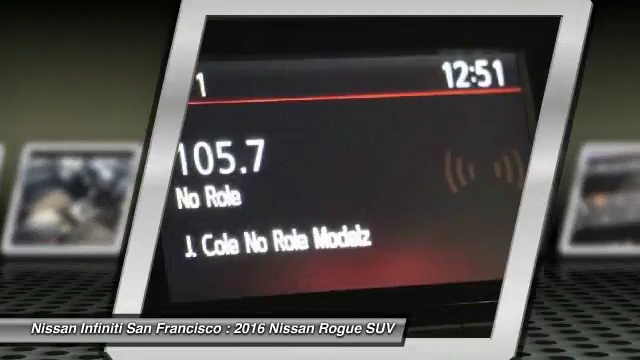 1
12:51
105.7
No Role
J. Cole No Role Modelz
Nissan Infiniti San Francisco : 2016 Nissan Rogue SUV